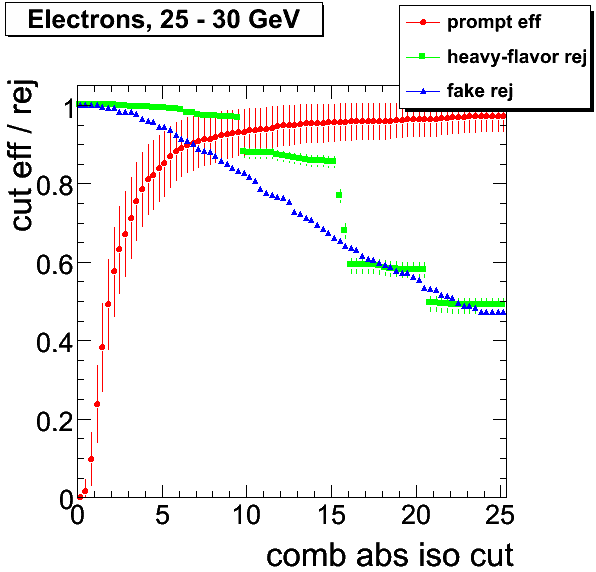 Electrons, 25 - 30 GeV
prompt eff
heavy-flavor rej
fake rej
cut eff / rej
1
0.8
0.6
0.4
0.2
0
0 5 10 15 20 25
comb abs iso cut